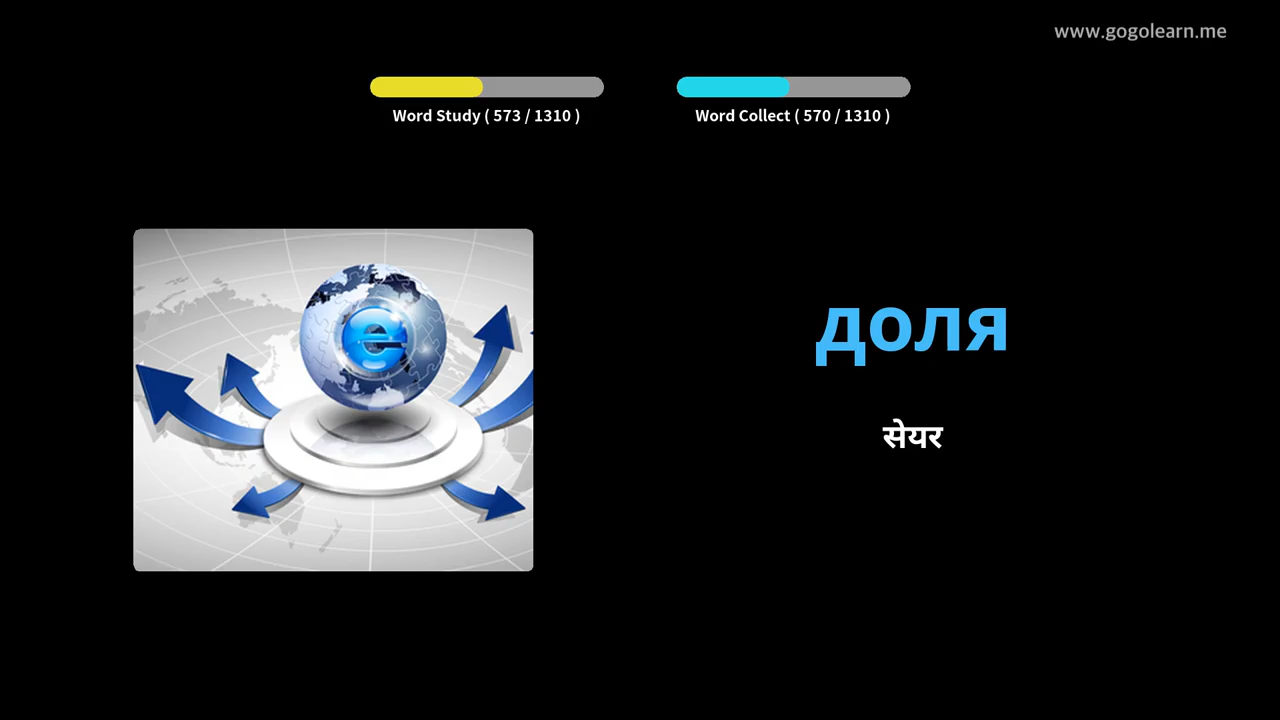 www.gogolearn.me
Word Study ( 573 / 1310 )
Word Collect ( 570 / 1310 )
e
доля
सेयर